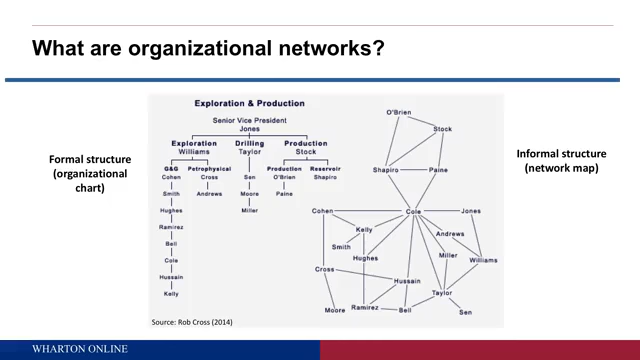 What are organizational networks?
Formal structure
(organizational
chart)
Exploration & Production
Senior Vice President
Jones
Exploration Drilling Production
Williams Taylor Stock
G&G Petrophysical Production Reservoir
Cohen Cross Sen O'Brien Shapiro
Smith Andrews Moore Paine
Hughes Miller
Ramirez
Bell
Cole
Hussain
Kelly
O'Brien
Stock
Shapiro Paine
Cohen Cole Jones
Kelly Andrews
Smith
Hughes Miller Williams
Cross
Hussain
Taylor
Moore Ramirez Bell Sen
Informal structure
(network map)
Source: Rob Cross (2014)
WHARTON ONLINE